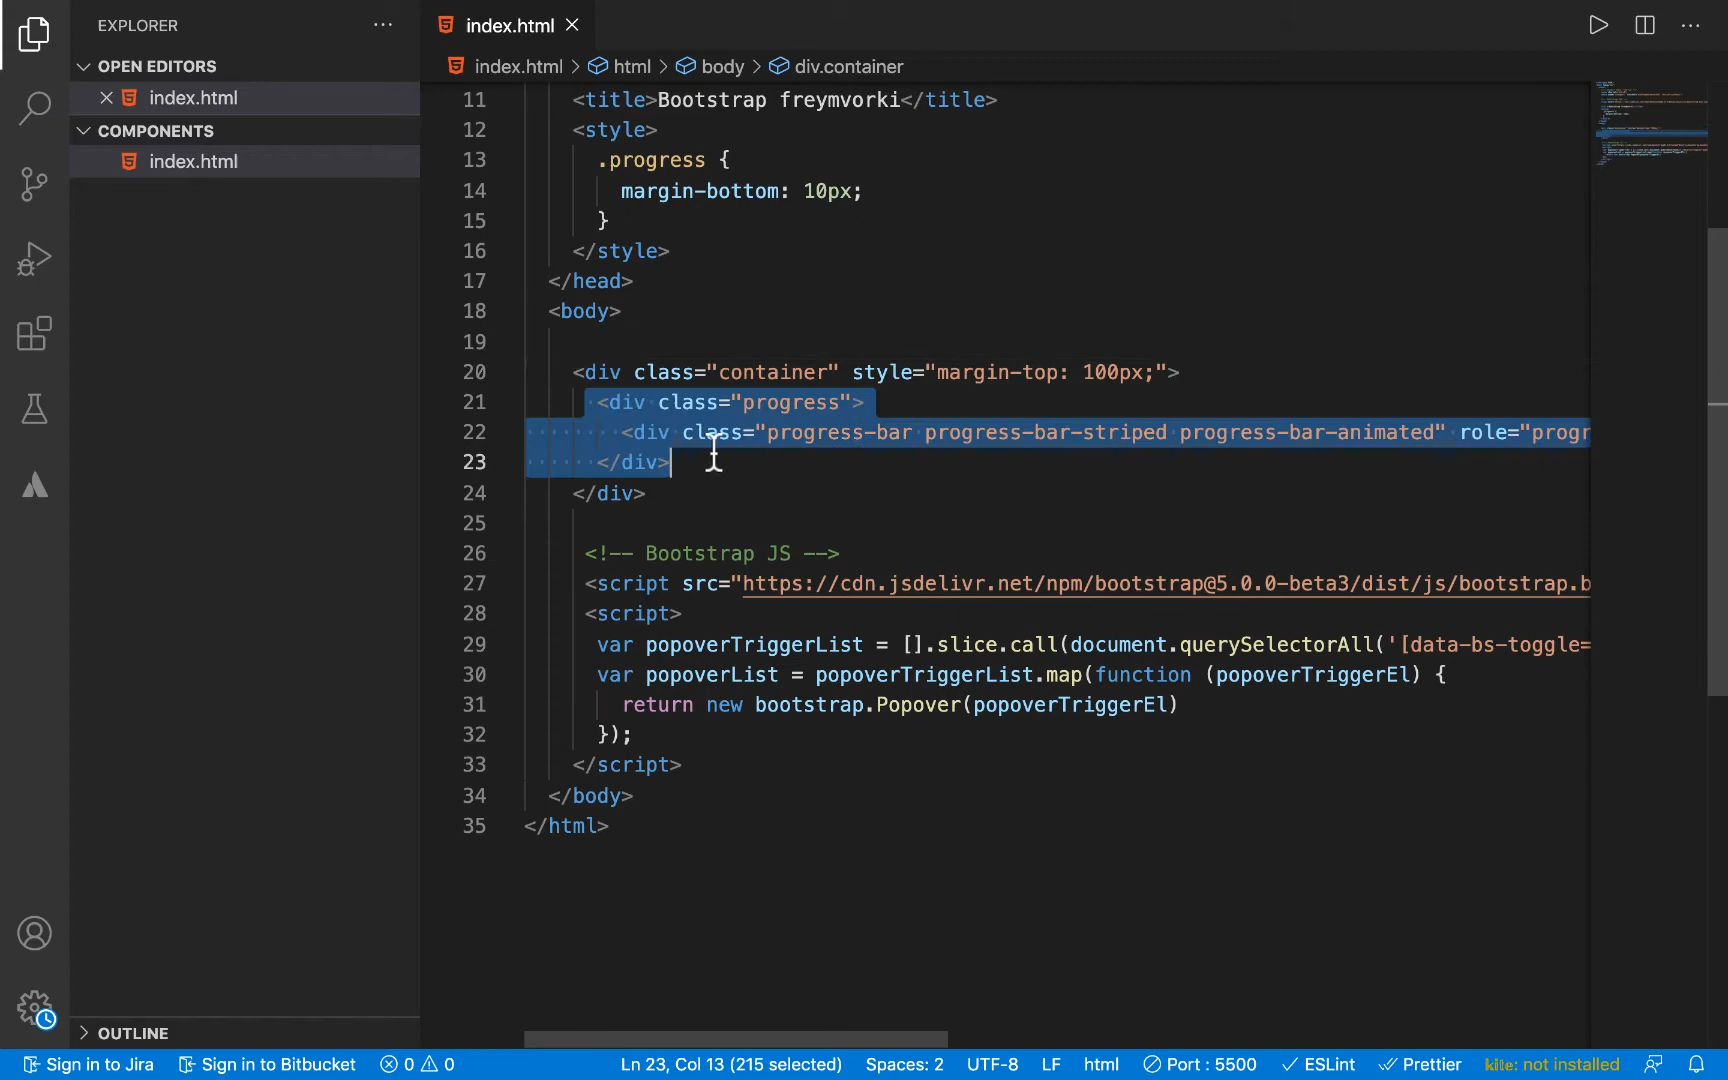 EXPLORER ···
OPEN EDITORS
× index.html
COMPONENTS
index.html
OUTLINE
index.html ×
index.html > html > body > div.container
11 <title>Bootstrap freymvorki</title>
12 <style>
13 .progress {
14 margin-bottom: 10px;
15 }
16 </style>
17 </head>
18 <body>
19
20 <div class="container" style="margin-top: 100px;">
21 <div class="progress">
22 <div class="progress-bar progress-bar-striped progress-bar-animated" role="progr
23 </div>
24 </div>
25
26 <!-- Bootstrap JS -->
27 <script src="https://cdn.jsdelivr.net/npm/bootstrap@5.0.0-beta3/dist/js/bootstrap.b
28 <script>
29 var popoverTriggerList = [].slice.call(document.querySelectorAll('[data-bs-toggle=
30 var popoverList = popoverTriggerList.map(function (popoverTriggerEl) {
31 return new bootstrap.Popover(popoverTriggerEl)
32 });
33 </script>
34 </body>
35 </html>
Sign in to Jira Sign in to Bitbucket 0 0 Ln 23, Col 13 (215 selected) Spaces: 2 UTF-8 LF html Port : 5500 ESLint Prettier kite: not installed